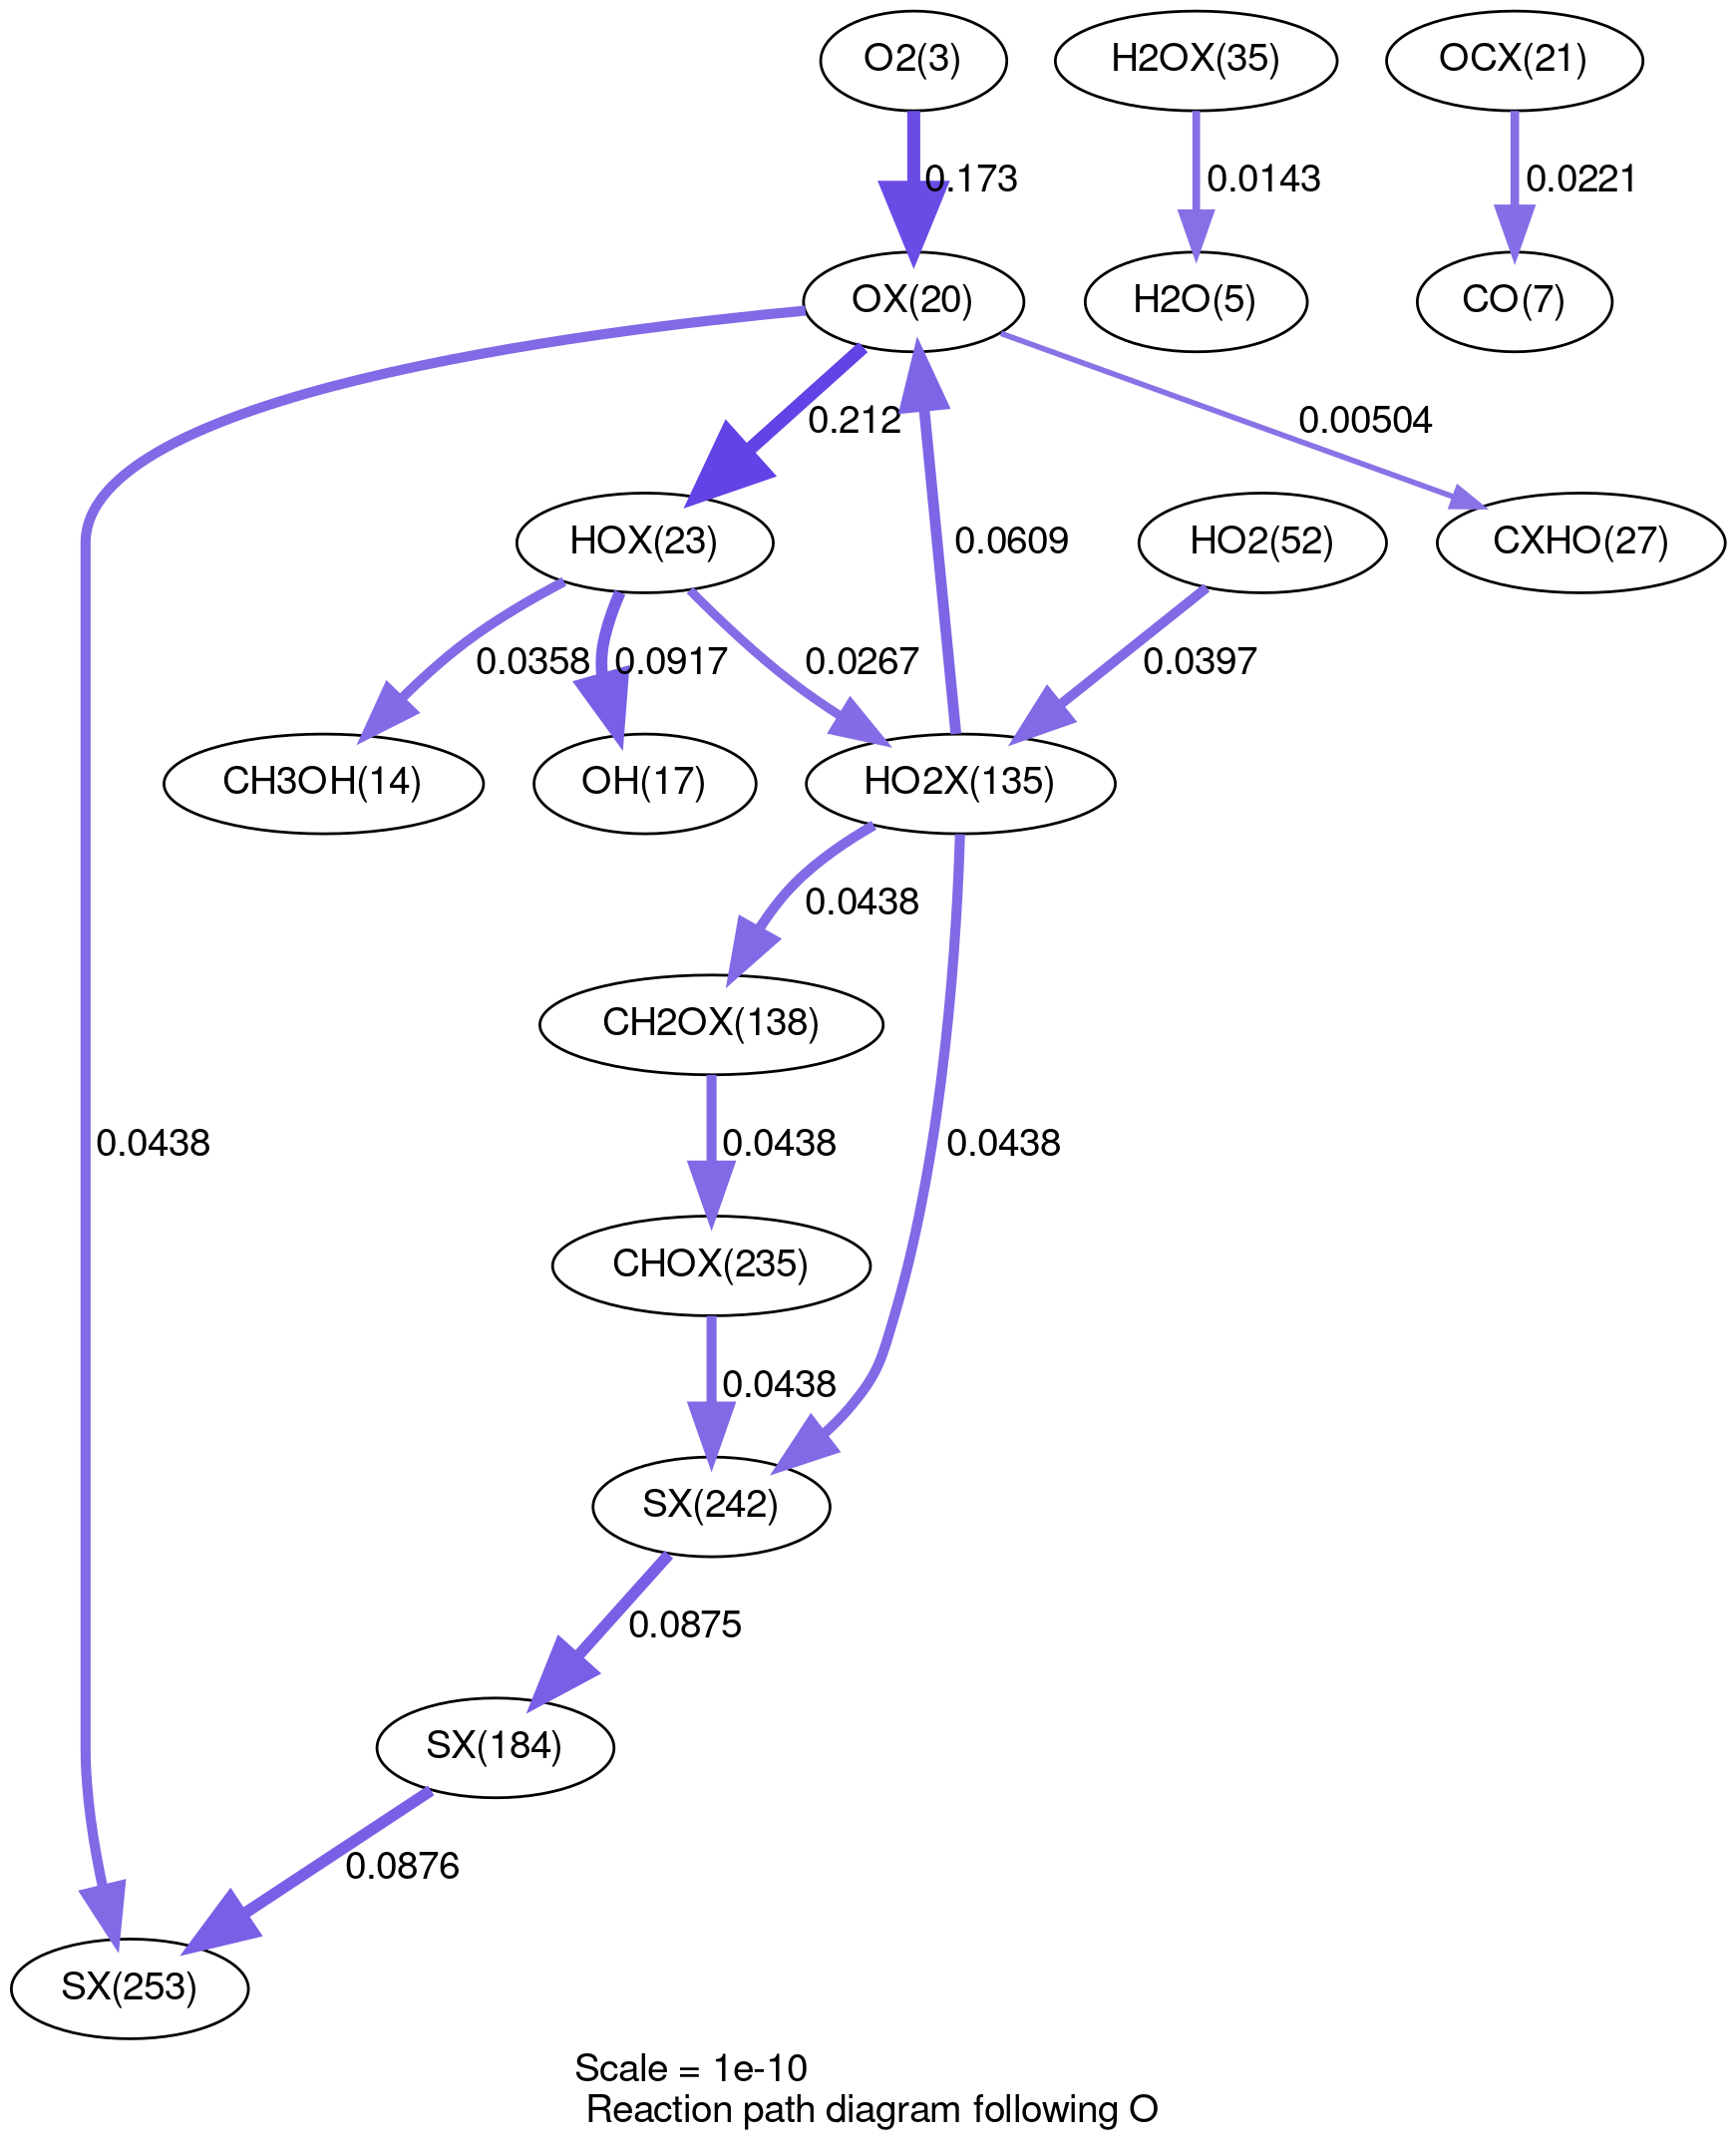 O2(3)
H2OX(35)
OCX(21)
0.173
0.0143
0.0221
OX(20)
H2O(5)
CO(7)
0.212
0.00504
0.0609
HOX(23)
HO2(52)
CXHO(27)
0.0358
0.0917
0.0267
0.0397
CH3OH(14)
OH(17)
HO2X(135)
0.0438
CH2OX(138)
0.0438
0.0438
0.0438
CHOX(235)
0.0438
SX(242)
0.0875
SX(184)
0.0876
SX(253)
Scale = 1e-10
Reaction path diagram following O